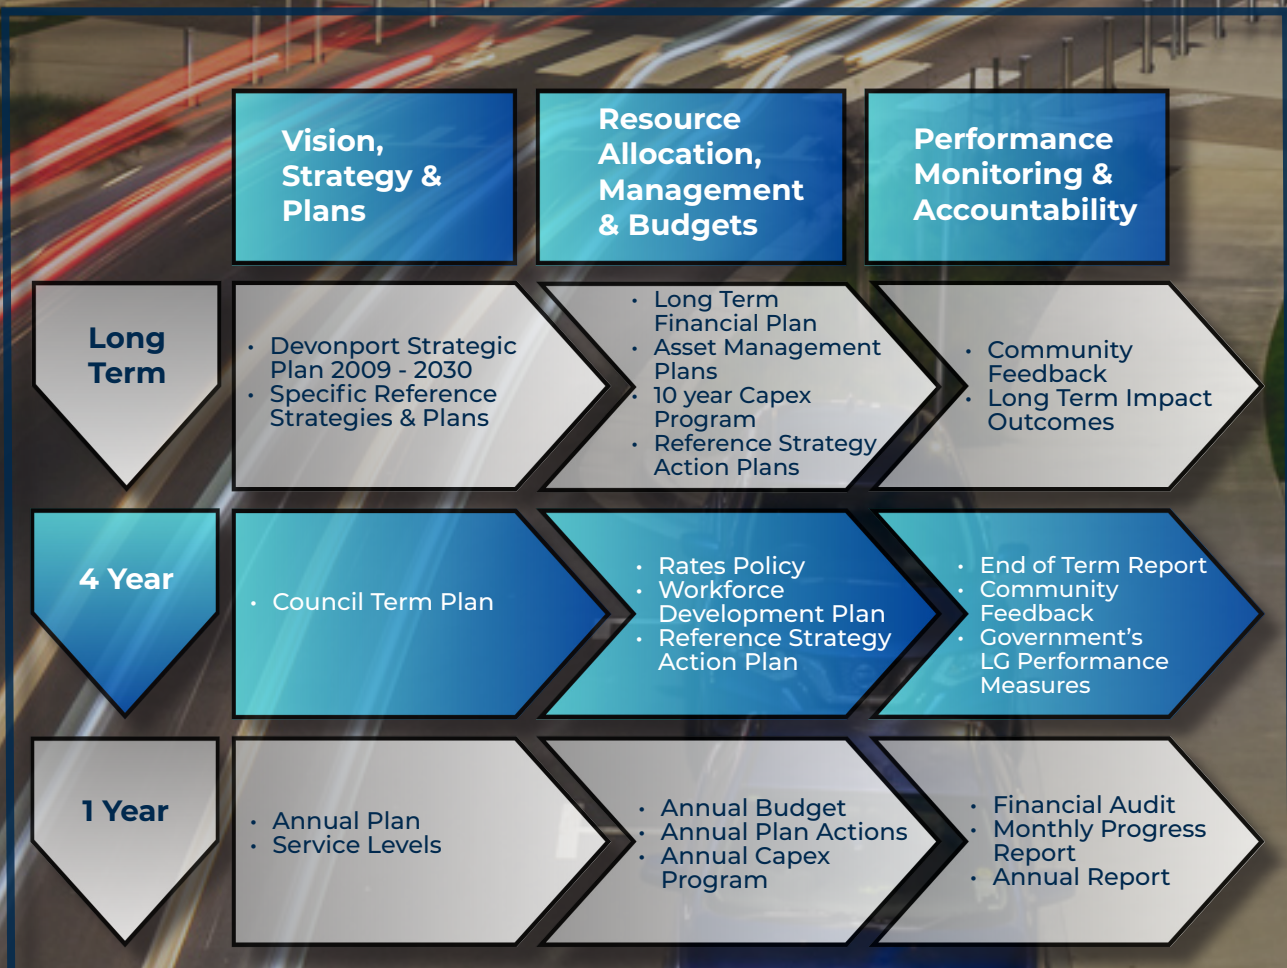 Vision,
Strategy &
Plans
Resource
Allocation,
Management
& Budgets
Performance
Monitoring &
Accountability
Long
Term
• Devonport Strategic
Plan 2009 - 2030
• Specific Reference
Strategies & Plans
• Long Term
Financial Plan
• Asset Management
Plans
• 10 year Capex
Program
• Reference Strategy
Action Plans
• Community
Feedback
• Long Term Impact
Outcomes
4 Year
• Council Term Plan
• Rates Policy
• Workforce
Development Plan
• Reference Strategy
Action Plan
• End of Term Report
• Community
Feedback
• Government’s
LG Performance
Measures
1 Year
• Annual Plan
• Service Levels
• Annual Budget
• Annual Plan Actions
• Annual Capex
Program
• Financial Audit
• Monthly Progress
Report
• Annual Report